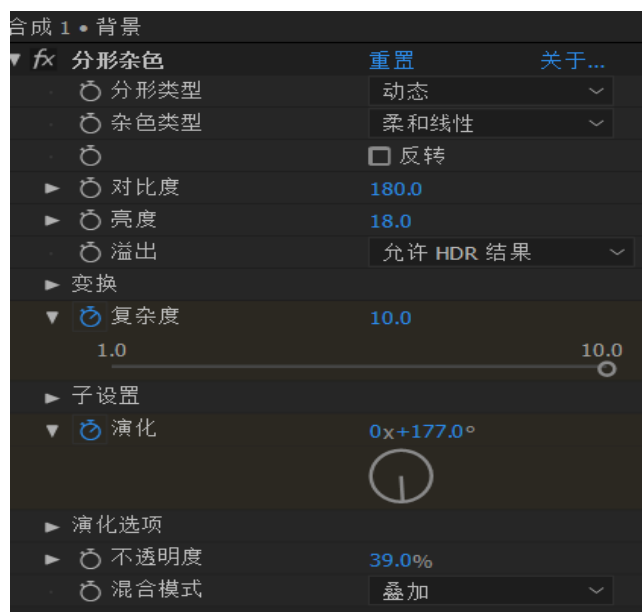 合成 1 • 背景
fx 分形杂色 重置 关于...
分形类型 动态
杂色类型 柔和线性
反转
对比度 180.0
亮度 18.0
溢出 允许 HDR 结果
变换
复杂度 10.0
1.0 10.0
子设置
演化 0x+177.0°
演化选项
不透明度 39.0%
混合模式 叠加